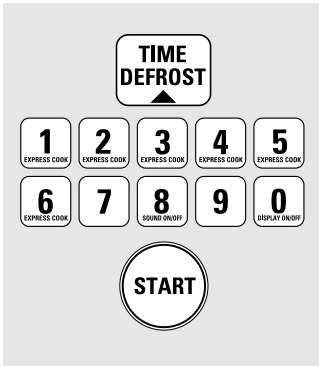 TIME
DEFROST
1 2 3 4 5
EXPRESS COOK EXPRESS COOK EXPRESS COOK EXPRESS COOK EXPRESS COOK
6 7 8 9 0
EXPRESS COOK SOUND ON/OFF DISPLAY ON/OFF
START